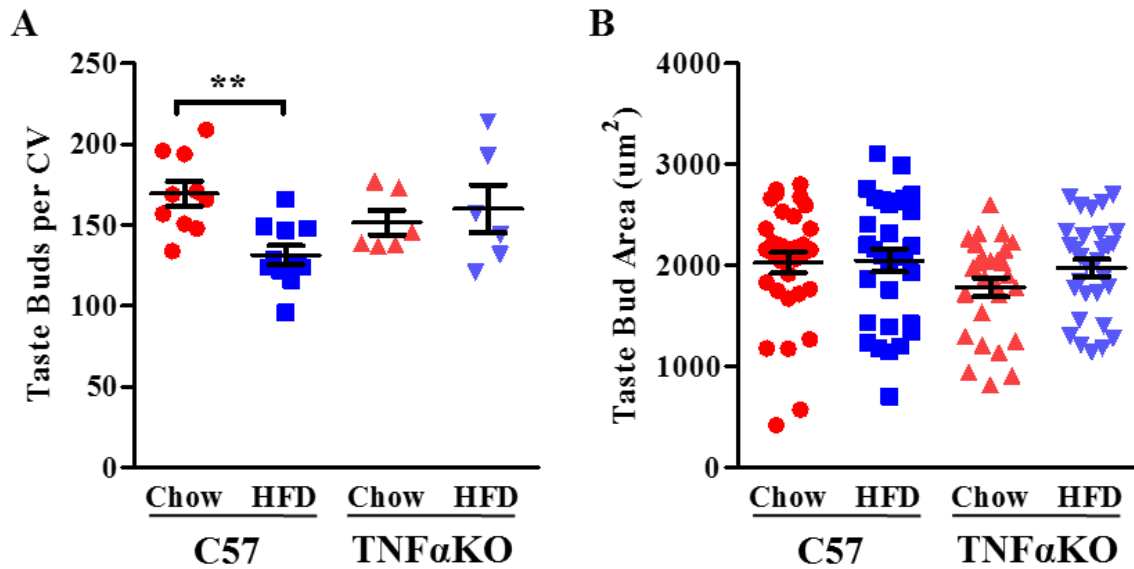 A
Taste Buds per CV
250
200
150
100
50
0
**
Chow HFD Chow HFD
C57 TNFαKO
B
Taste Bud Area (um²)
4000
3000
2000
1000
0
Chow HFD Chow HFD
C57 TNFαKO